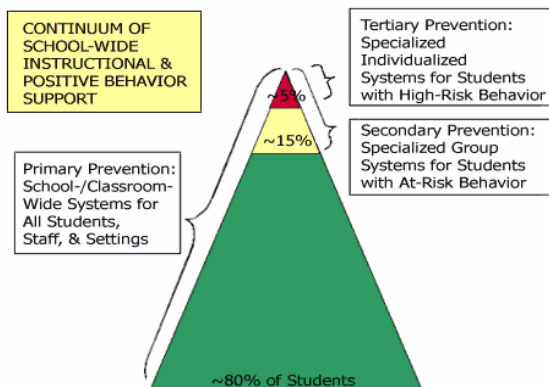 CONTINUUM OF
SCHOOL-WIDE
INSTRUCTIONAL &
POSITIVE BEHAVIOR
SUPPORT
Tertiary Prevention:
Specialized
Individualized
Systems for Students
with High-Risk Behavior
~5%
~15%
Secondary Prevention:
Specialized Group
Systems for Students
with At-Risk Behavior
Primary Prevention:
School-/Classroom-
Wide Systems for
All Students,
Staff, & Settings
~80% of Students